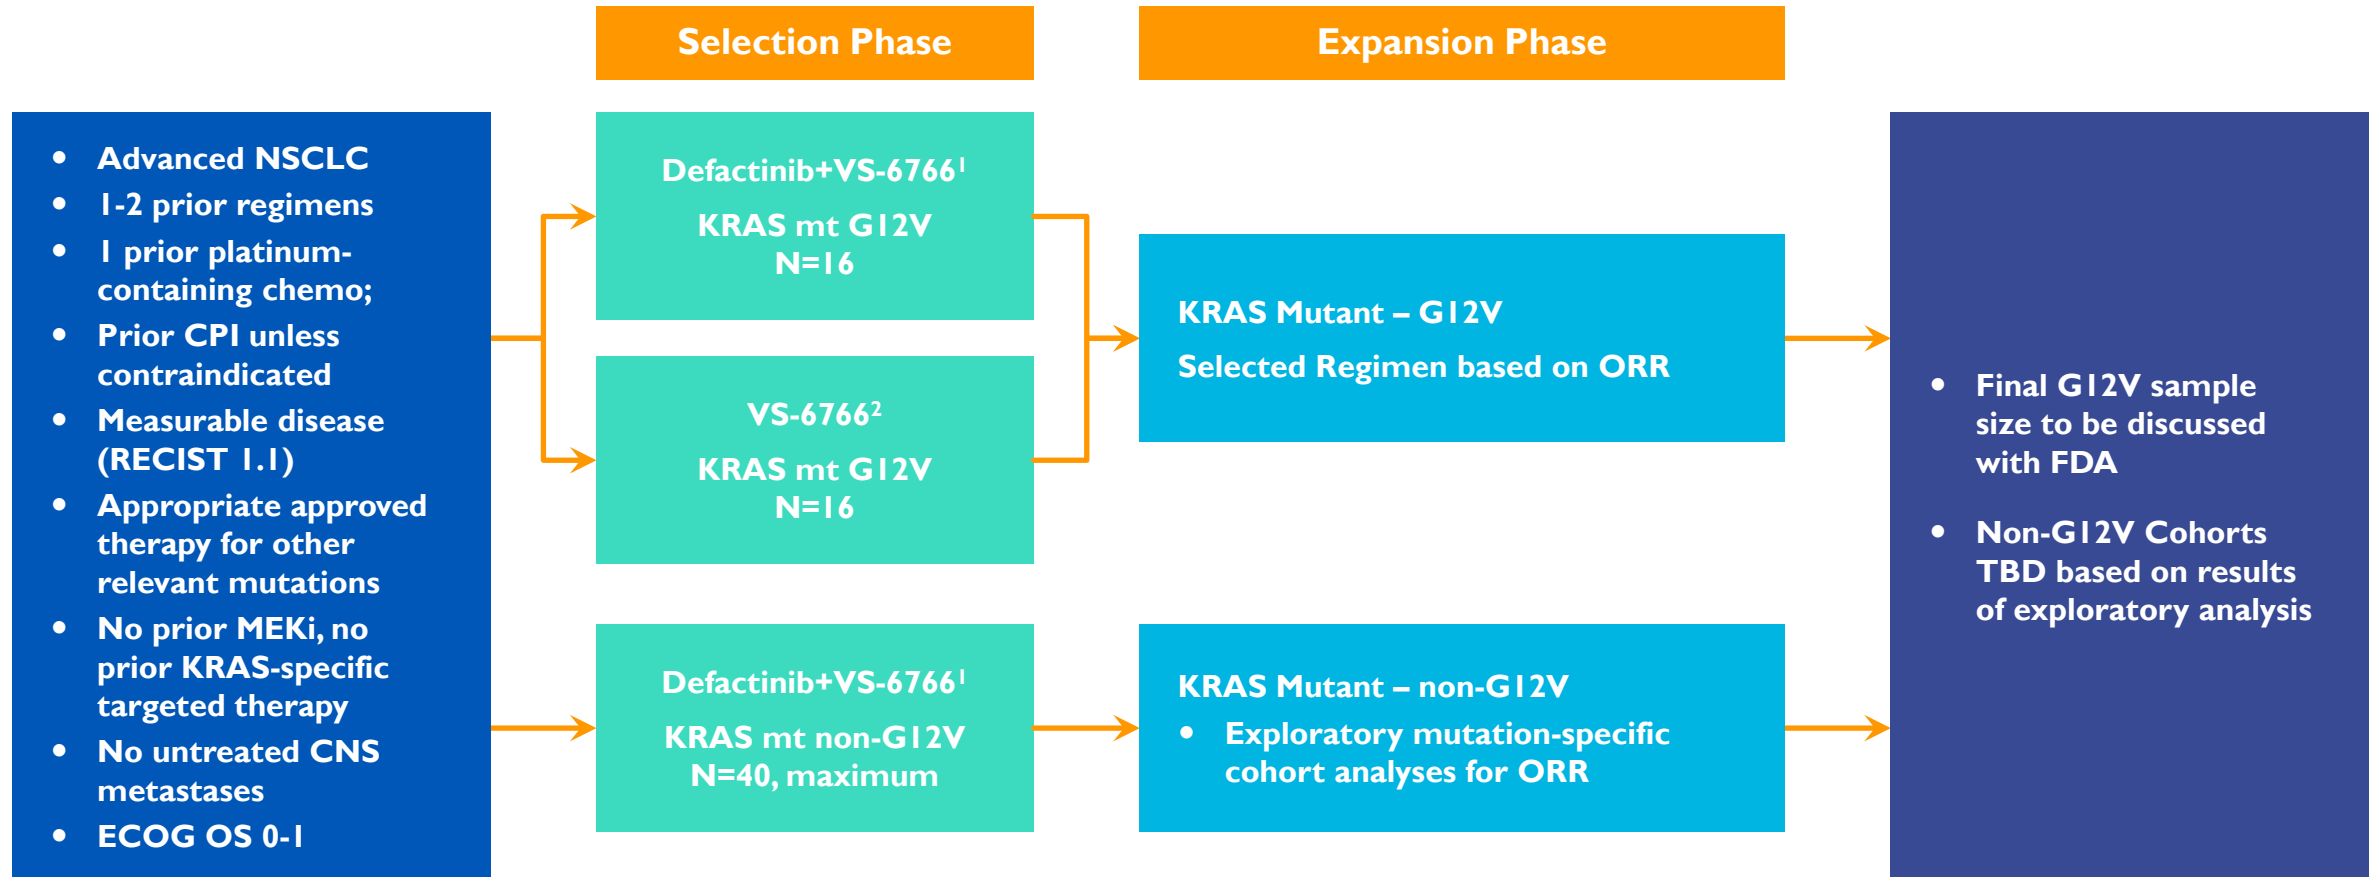 Selection Phase
Expansion Phase
• Advanced NSCLC
• 1-2 prior regimens
• 1 prior platinum-
containing chemo;
• Prior CPI unless
contraindicated
• Measurable disease
(RECIST 1.1)
• Appropriate approved
therapy for other
relevant mutations
• No prior MEKi, no
prior KRAS-specific
targeted therapy
• No untreated CNS
metastases
• ECOG OS 0-1
Defactinib+VS-6766¹
KRAS mt G12V
N=16
VS-6766²
KRAS mt G12V
N=16
Defactinib+VS-6766¹
KRAS mt non-G12V
N=40, maximum
KRAS Mutant – G12V
Selected Regimen based on ORR
KRAS Mutant – non-G12V
• Exploratory mutation-specific
cohort analyses for ORR
• Final G12V sample
size to be discussed
with FDA
• Non-G12V Cohorts
TBD based on results
of exploratory analysis